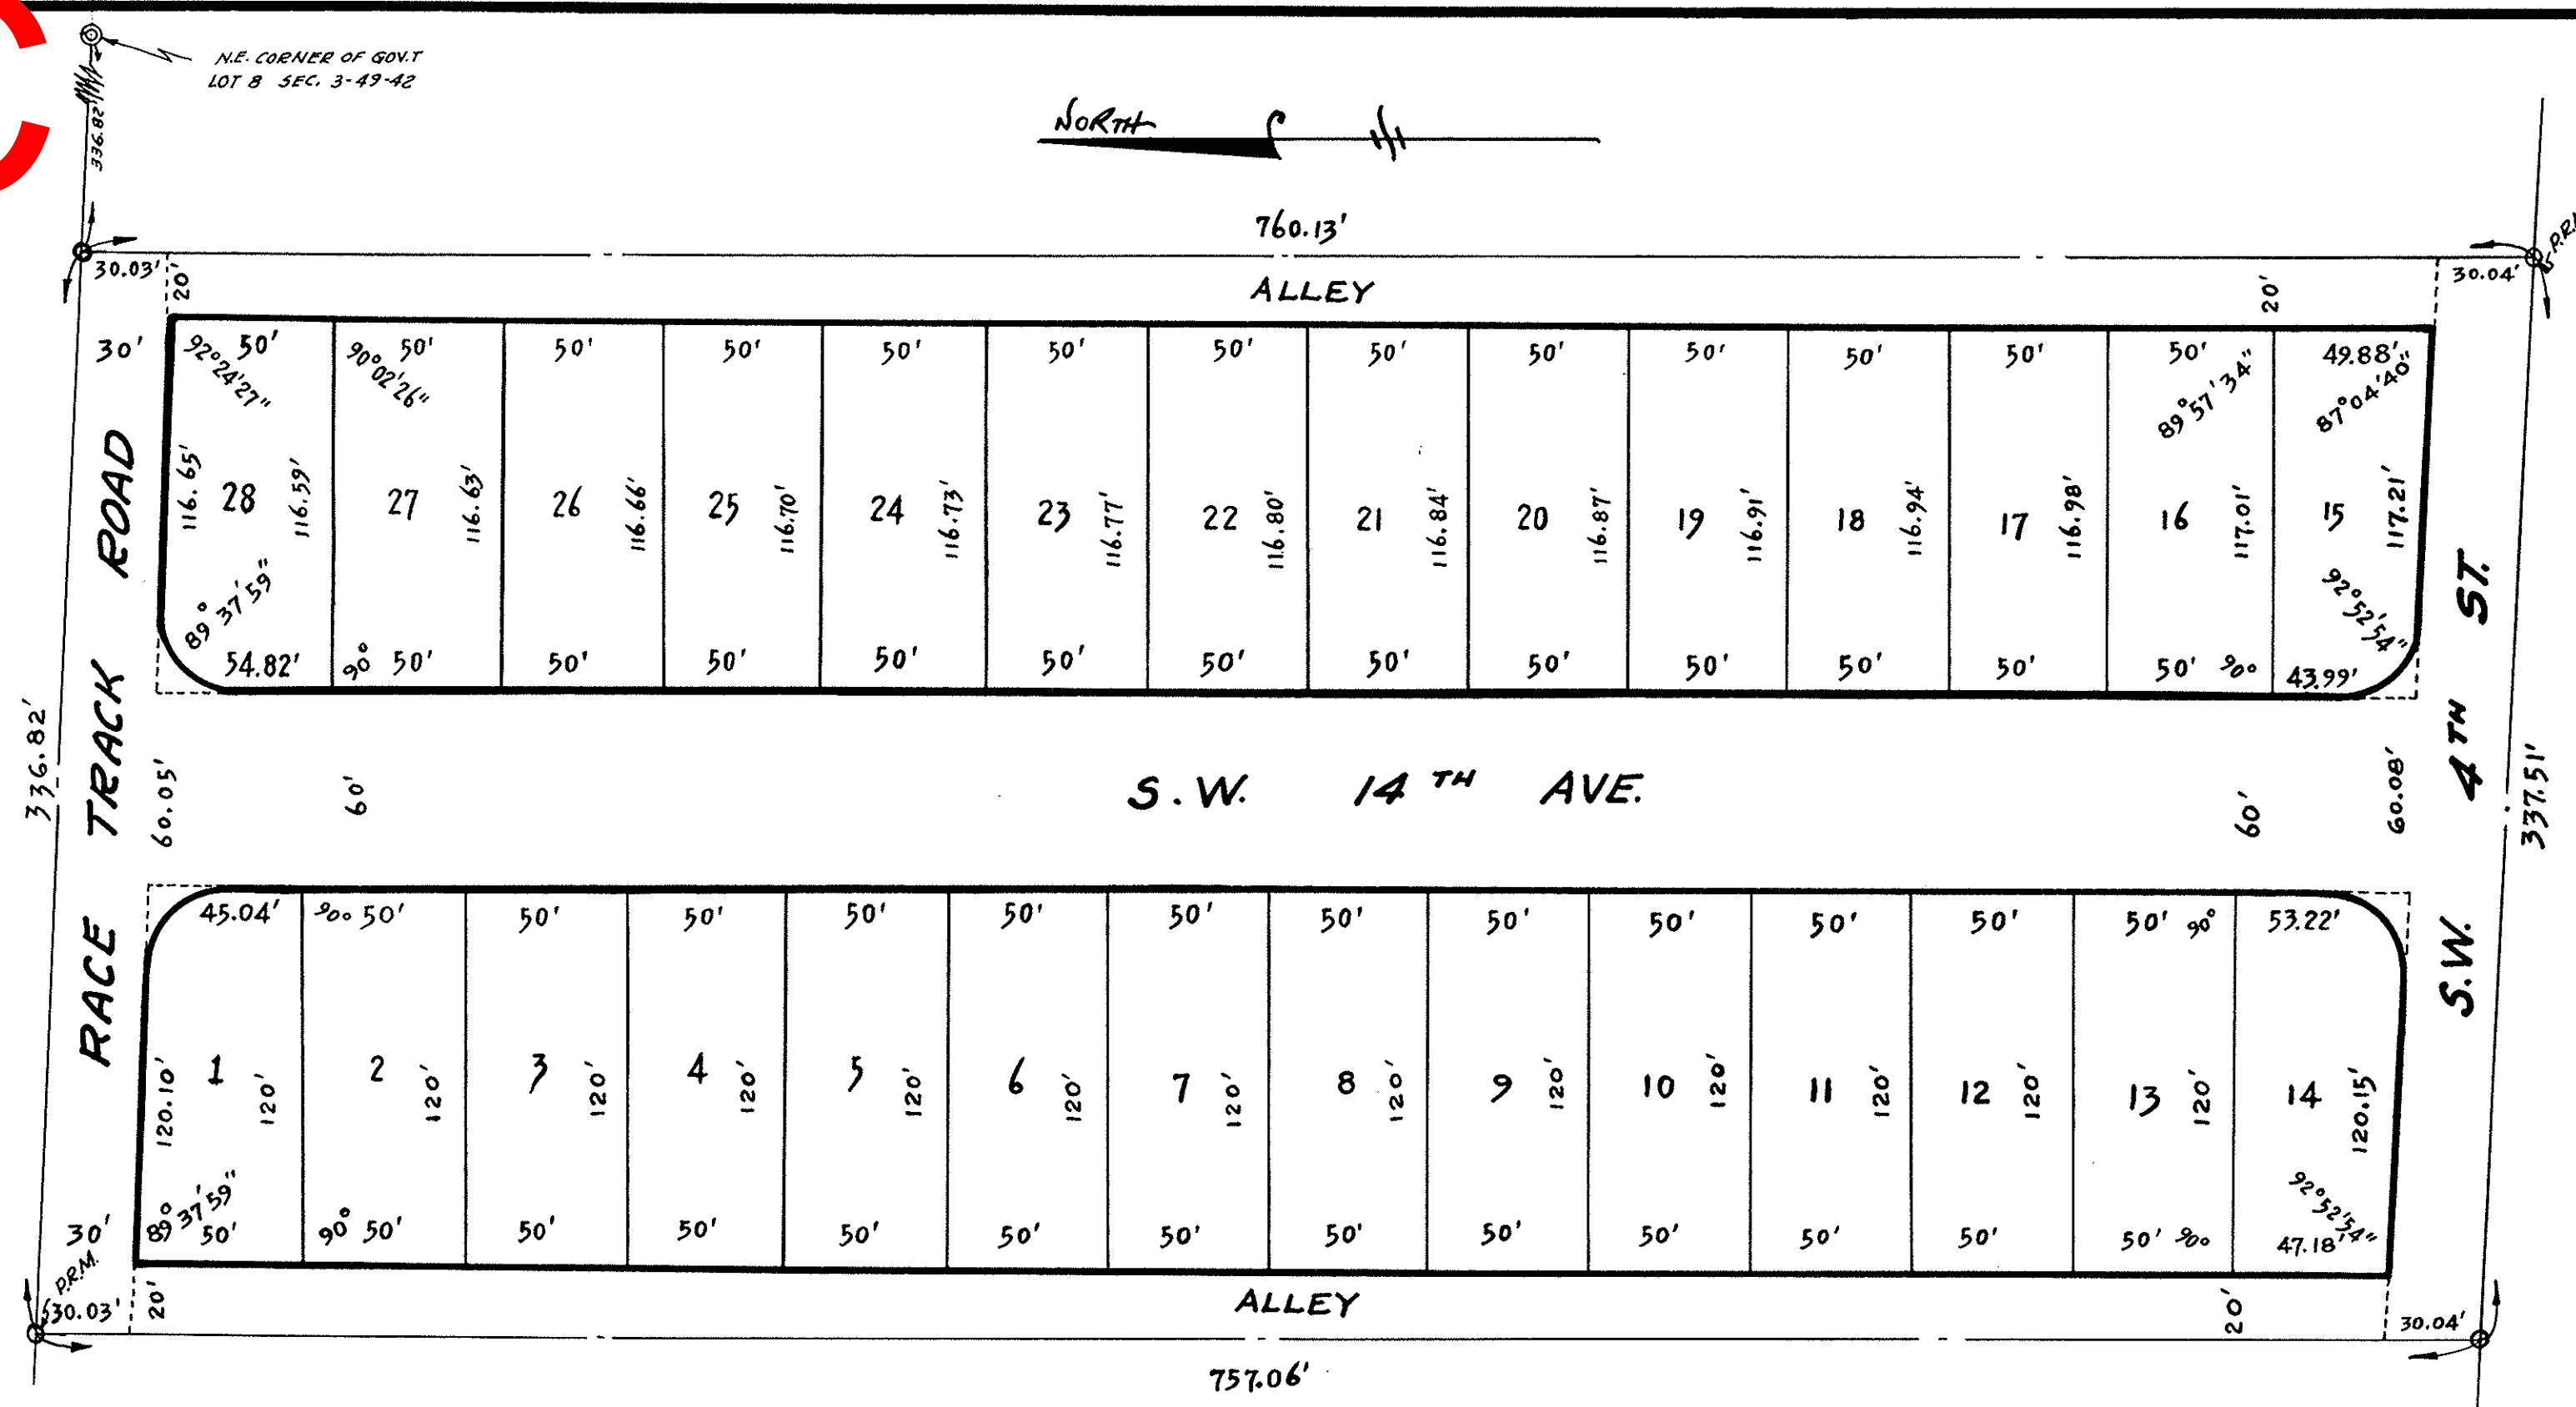 N.E. CORNER OF GOV.T
LOT 8 SEC. 3-49-42
336.82'
NORTH
760.13'
P.R.M.
30.03'
20'
ALLEY
20'
30.04'
30'
50' 50' 50' 50' 50' 50' 50' 50' 50' 50' 50' 50' 50' 49.88'
92°24'27" 90°02'26" 89°57'34" 87°04'40"
116.65' 28 116.59' 27 116.63' 26 116.66' 25 116.70' 24 116.73' 23 116.77' 22 116.80' 21 116.84' 20 116.87' 19 116.91' 18 116.94' 17 116.98' 16 117.01' 15 117.21'
89°37'59" 92°52'54"
54.82' 90° 50' 50' 50' 50' 50' 50' 50' 50' 50' 50' 50' 50' 90° 43.99'
RACE TRACK ROAD
336.82'
60.05'
60'
S.W. 14TH AVE.
60'
60.08'
S.W. 4TH ST.
337.51'
45.04' 90° 50' 50' 50' 50' 50' 50' 50' 50' 50' 50' 50' 50' 90° 53.22'
120.10' 1 120' 2 120' 3 120' 4 120' 5 120' 6 120' 7 120' 8 120' 9 120' 10 120' 11 120' 12 120' 13 120' 14 120.15'
89°37'59" 92°52'54"
30'
50' 90° 50' 50' 50' 50' 50' 50' 50' 50' 50' 50' 50' 50' 90° 47.18'
P.R.M.
30.03'
20'
ALLEY
20'
30.04'
757.06'